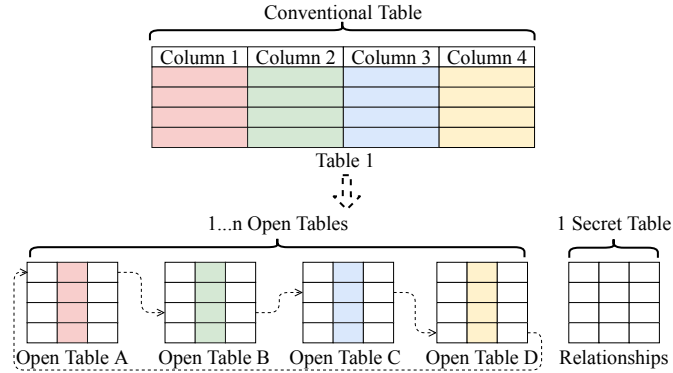 Conventional Table
Column 1 Column 2 Column 3 Column 4
Table 1
1...n Open Tables 1 Secret Table
Open Table A Open Table B Open Table C Open Table D Relationships